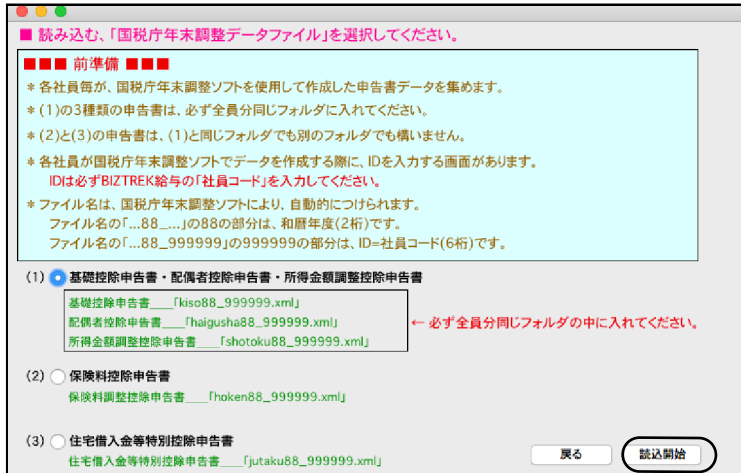 ■ 読み込む、「国税庁年末調整データファイル」を選択してください。
■■■ 前準備 ■■■
* 各社員毎が、国税庁年末調整ソフトを使用して作成した申告書データを集めます。
* (1)の3種類の申告書は、必ず全員分同じフォルダに入れてください。
* (2)と(3)の申告書は、(1)と同じフォルダでも別のフォルダでも構いません。
* 各社員が国税庁年末調整ソフトでデータを作成する際に、IDを入力する画面があります。
IDは必ずBIZTREK給与の「社員コード」を入力してください。
* ファイル名は、国税庁年末調整ソフトにより、自動的につけられます。
ファイル名の「...88_...」の88の部分は、和暦年度(2桁)です。
ファイル名の「...88_999999」の999999の部分は、ID=社員コード(6桁)です。
(1) 基礎控除申告書・配偶者控除申告書・所得金額調整控除申告書
基礎控除申告書____「kiso88_999999.xml」
配偶者控除申告書____「haigusha88_999999.xml」
所得金額調整控除申告書____「shotoku88_999999.xml」
← 必ず全員分同じフォルダの中に入れてください。
(2) 保険料控除申告書
保険料調整控除申告書____「hoken88_999999.xml」
(3) 住宅借入金等特別控除申告書
住宅借入金等特別控除申告書____「jutaku88_999999.xml」
戻る
読込開始